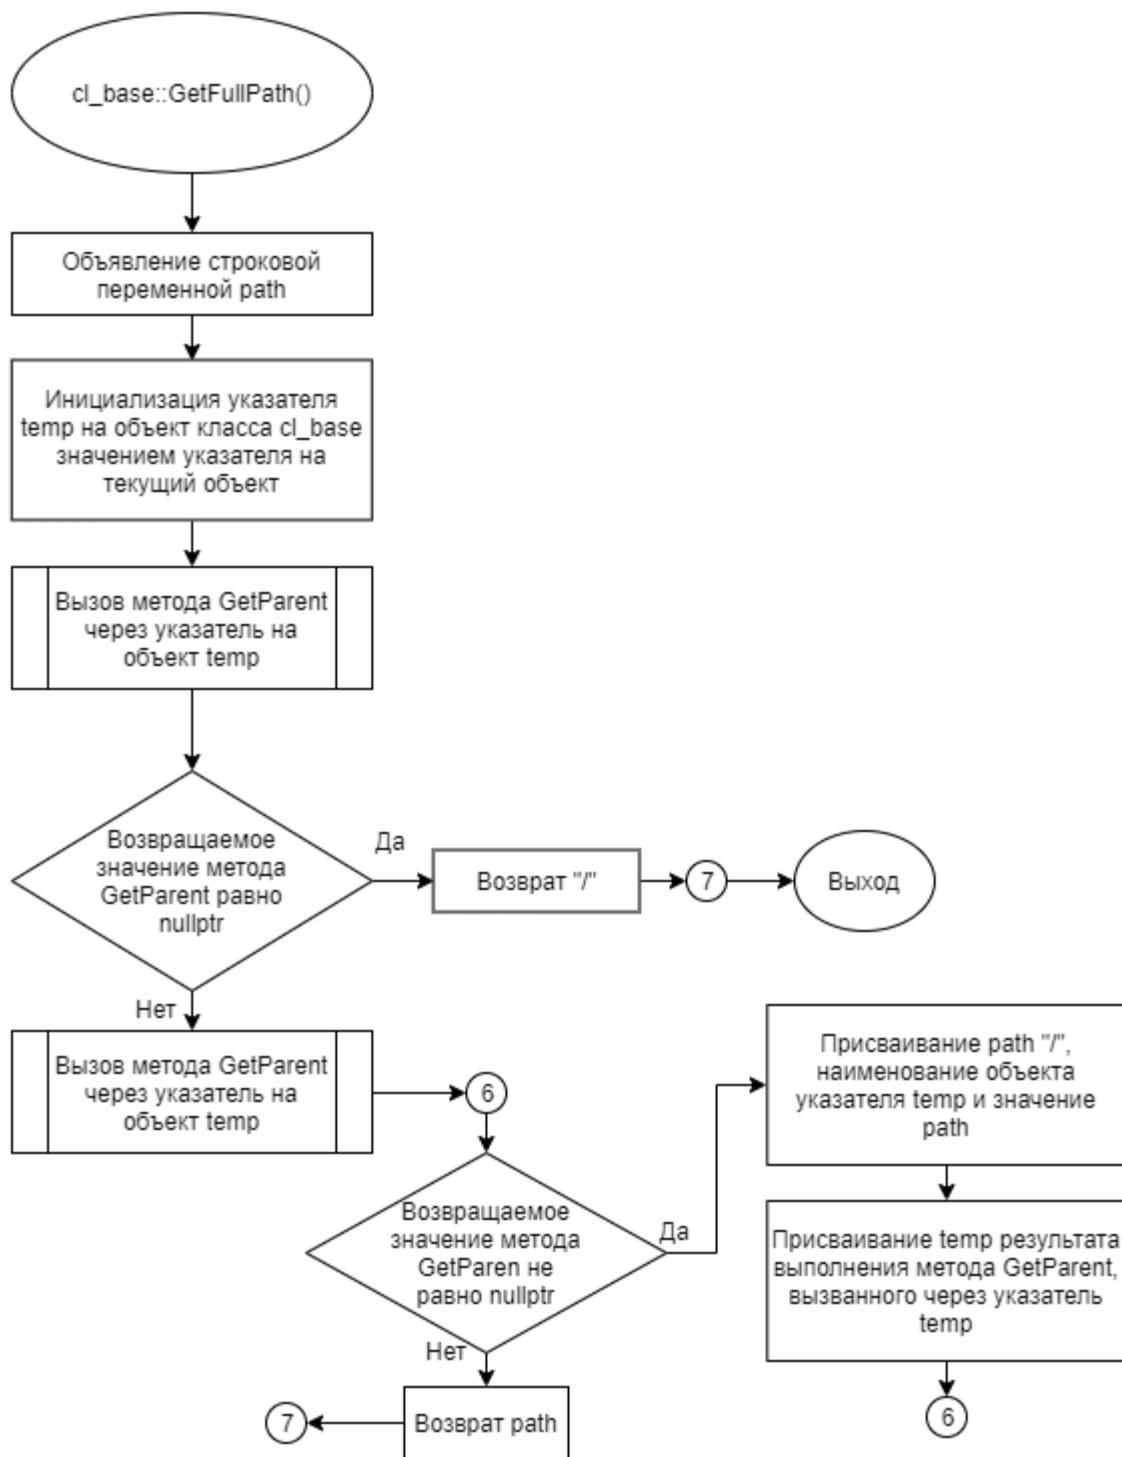 cl_base::GetFullPath()
Объявление строковой
переменной path
Инициализация указателя
temp на объект класса cl_base
значением указателя на
текущий объект
Вызов метода GetParent
через указатель на
объект temp
Возвращаемое
значение метода
GetParent равно
nullptr
Да
Возврат "/"
7
Выход
Нет
Вызов метода GetParent
через указатель на
объект temp
6
Возвращаемое
значение метода
GetParen не
равно nullptr
Да
Присваивание path "/",
наименование объекта
указателя temp и значение
path
Присваивание temp результата
выполнения метода GetParent,
вызванного через указатель
temp
6
Нет
Возврат path
7